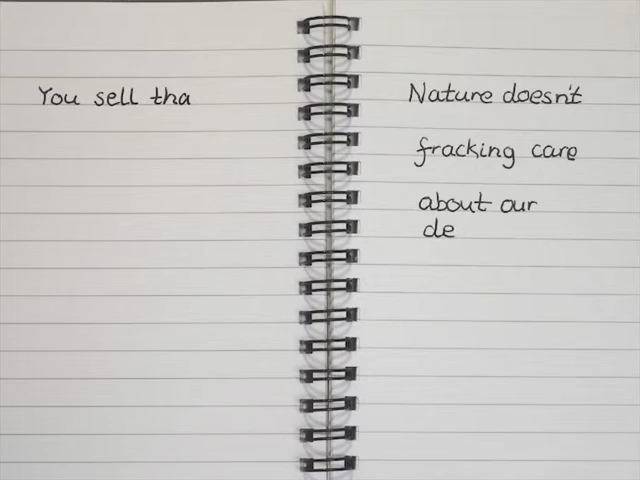 You sell tha
Nature doesn't
fracking care
about our
de